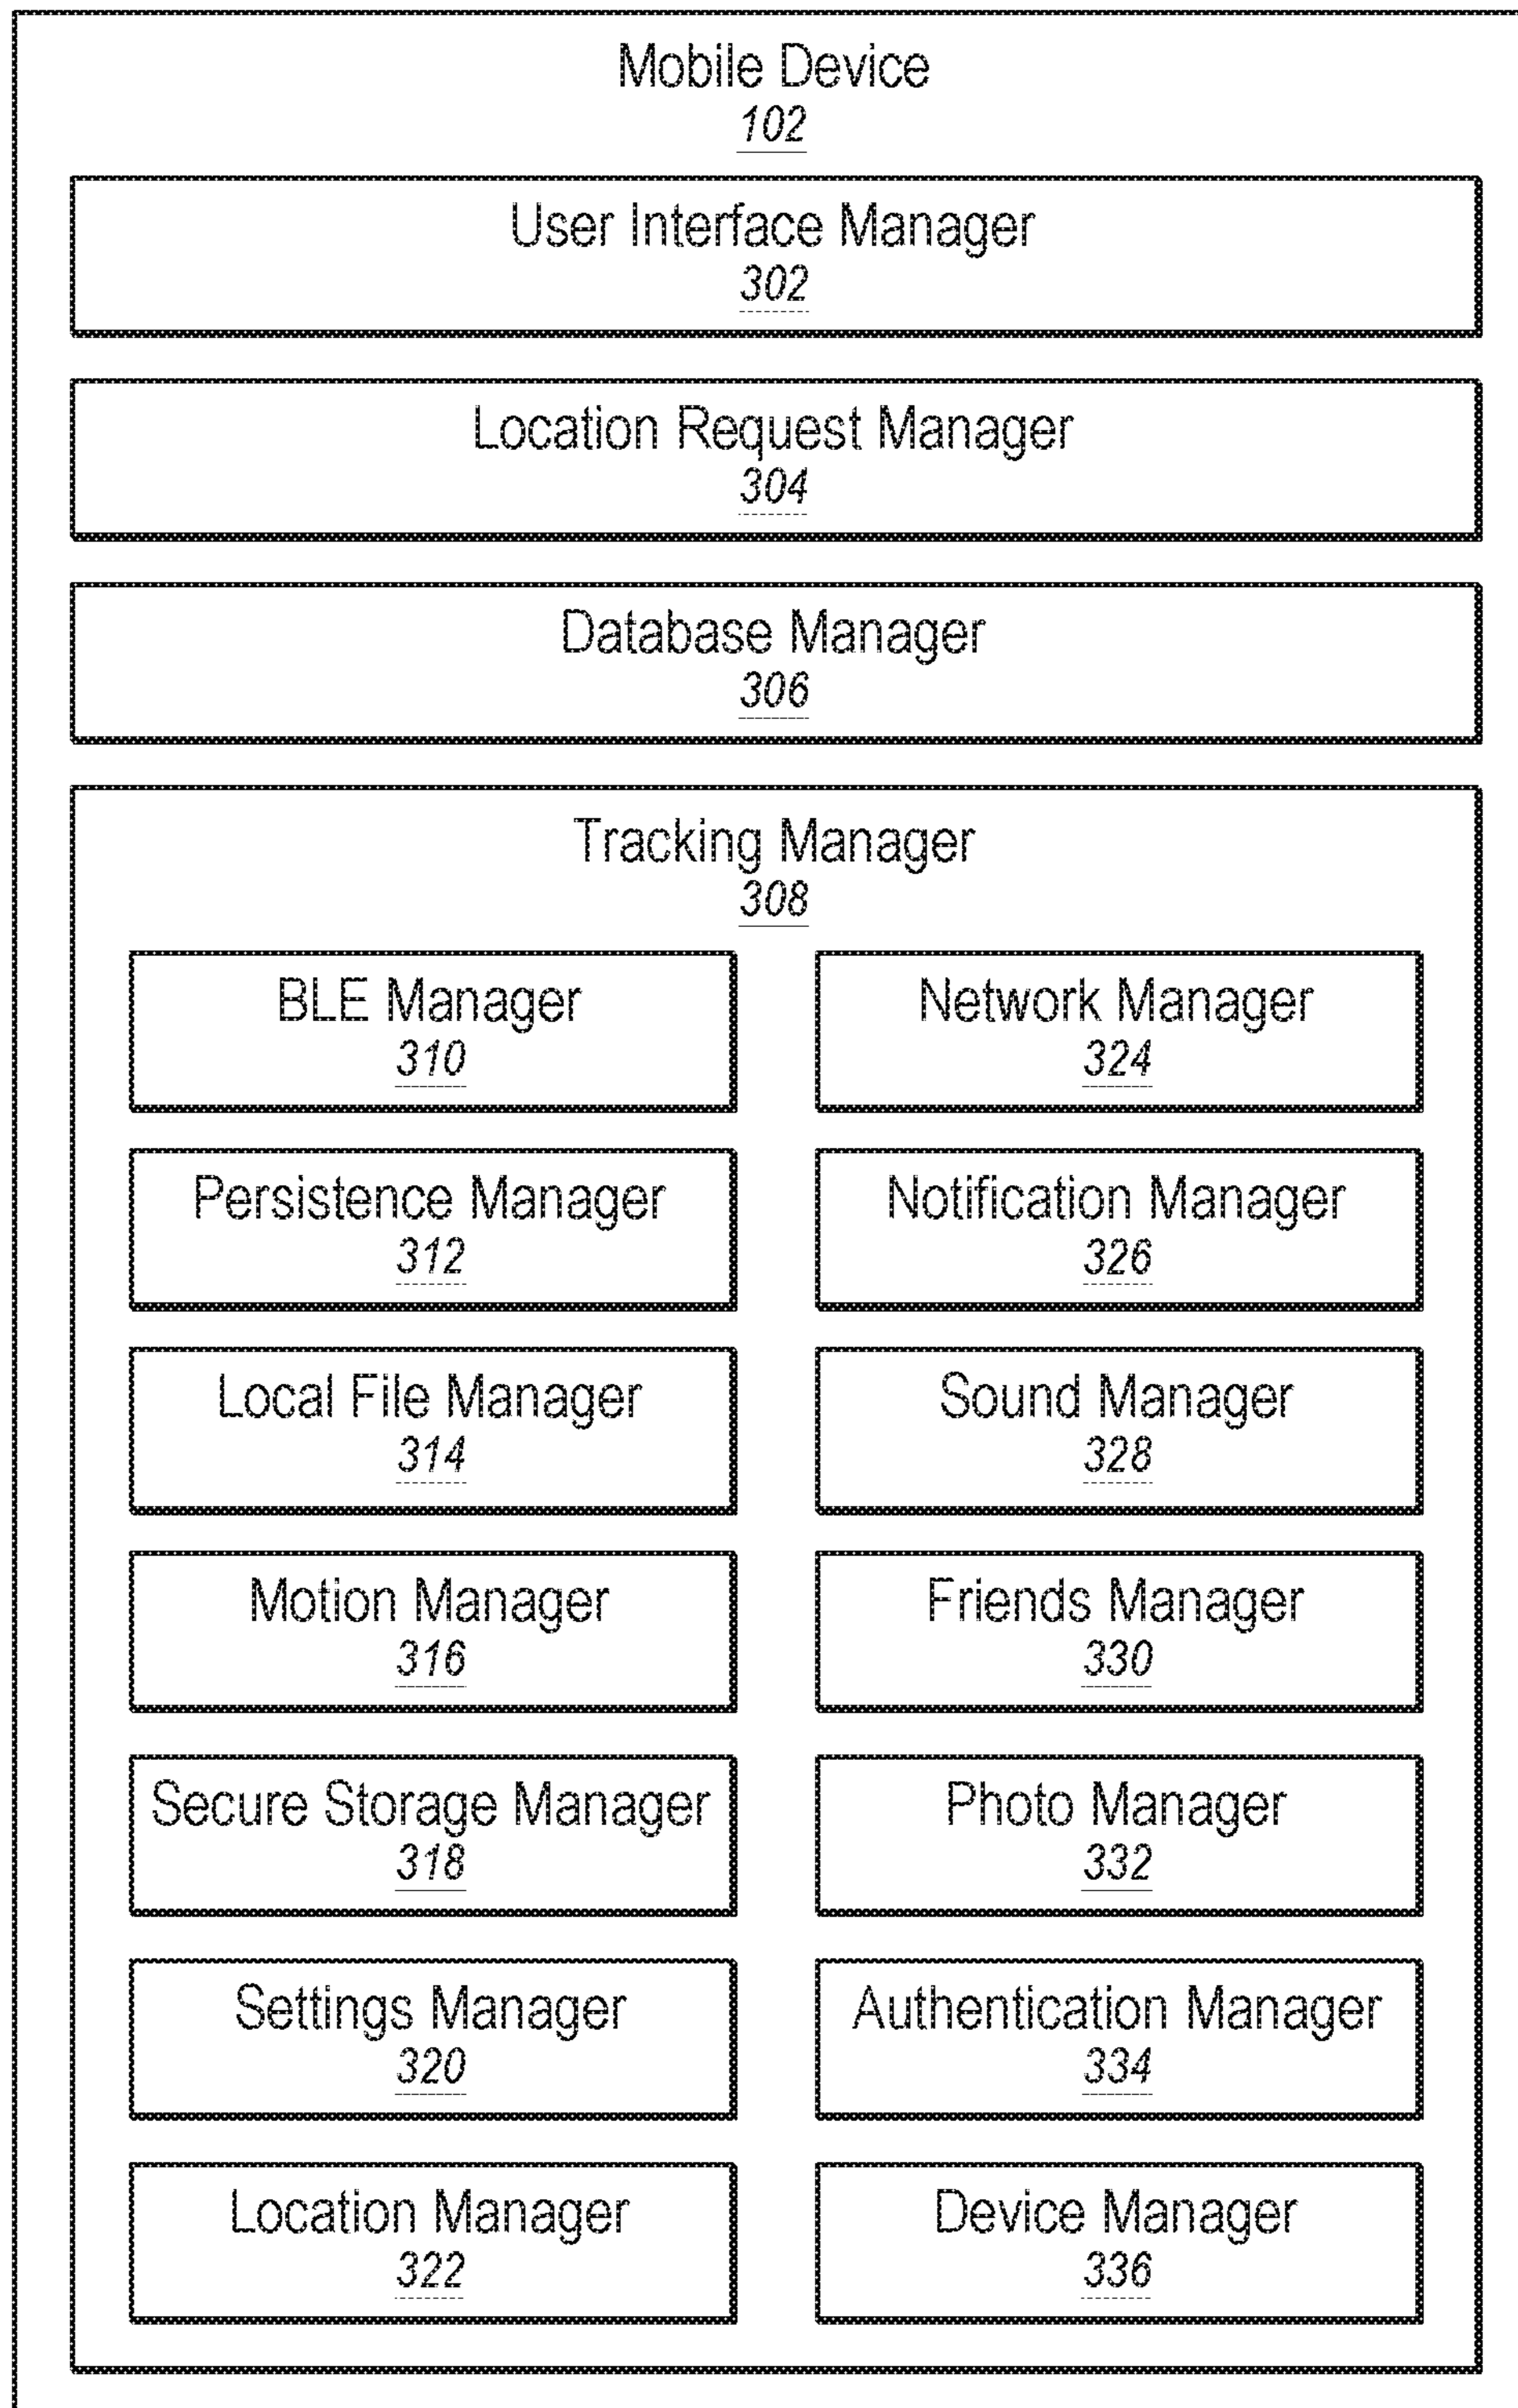 Mobile Device
102
User Interface Manager
302
Location Request Manager
304
Database Manager
306
Tracking Manager
308
BLE Manager
310
Network Manager
324
Persistence Manager
312
Notification Manager
326
Local File Manager
314
Sound Manager
328
Motion Manager
316
Friends Manager
330
Secure Storage Manager
318
Photo Manager
332
Settings Manager
320
Authentication Manager
334
Location Manager
322
Device Manager
336